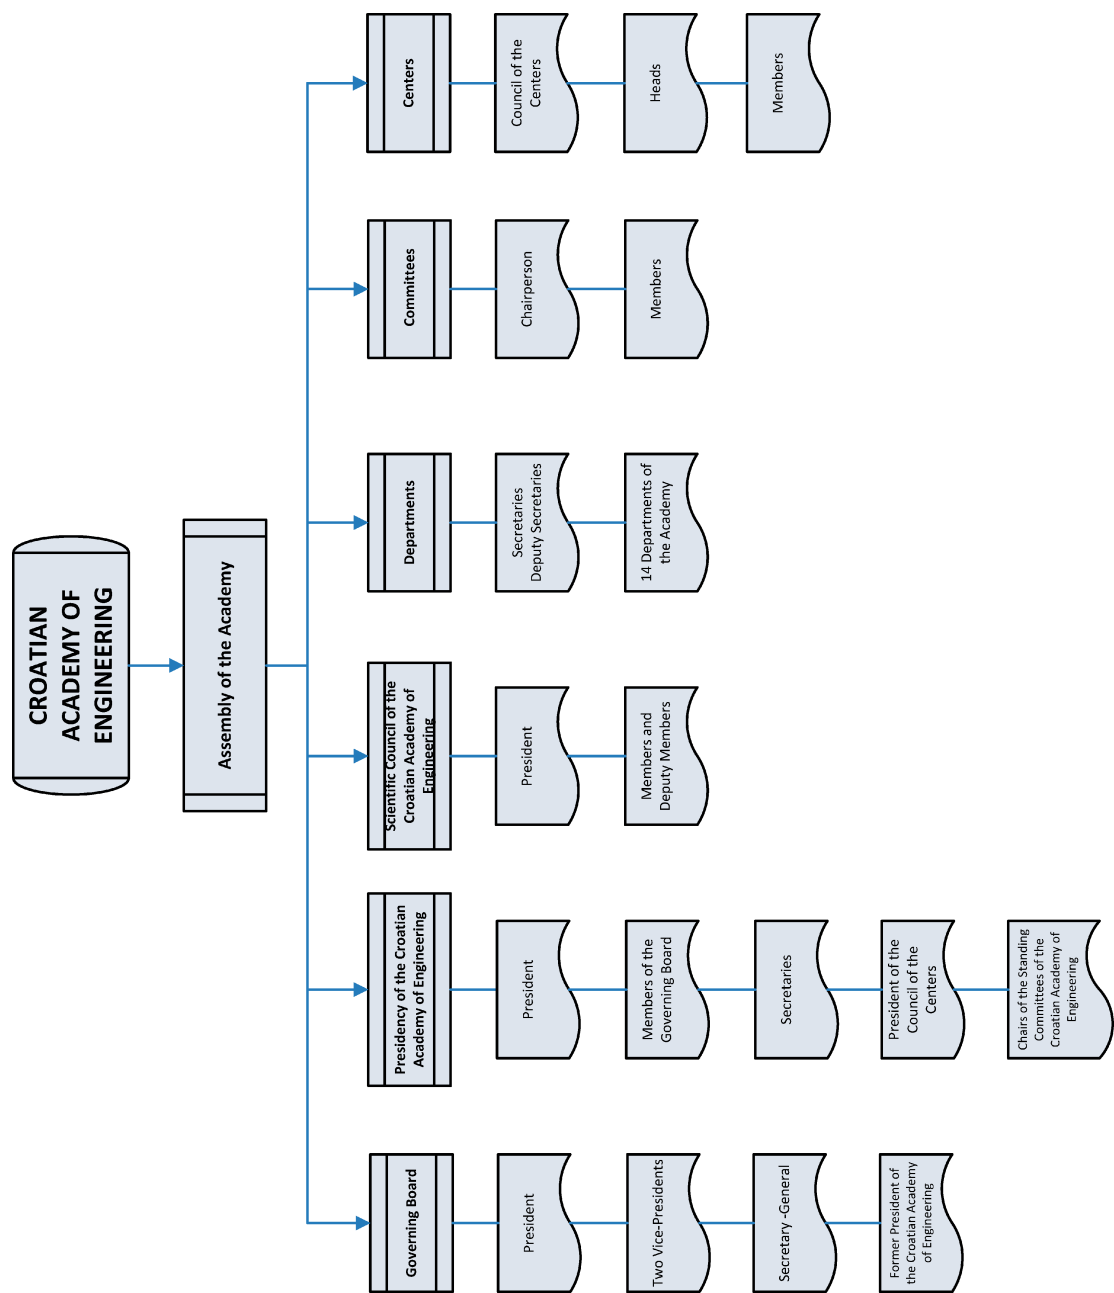 CROATIAN
ACADEMY OF
ENGINEERING
Assembly of the Academy
Governing Board
President
Two Vice-Presidents
Secretary -General
Former President of
the Croatian Academy
of Engineering
Presidency of the Croatian
Academy of Engineering
President
Members of the
Governing Board
Secretaries
President of the
Council of the
Centers
Chairs of the Standing
Committees of the
Croatian Academy of
Engineering
Scientific Council of the
Croatian Academy of
Engineering
President
Members and
Deputy Members
Departments
Secretaries
Deputy Secretaries
14 Departments of
the Academy
Committees
Chairperson
Members
Centers
Council of the
Centers
Heads
Members